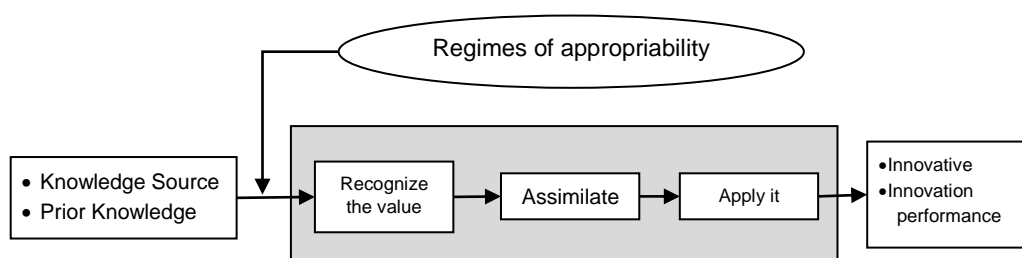 Regimes of appropriability
• Knowledge Source
• Prior Knowledge
Recognize
the value
Assimilate
Apply it
•Innovative
•Innovation
performance